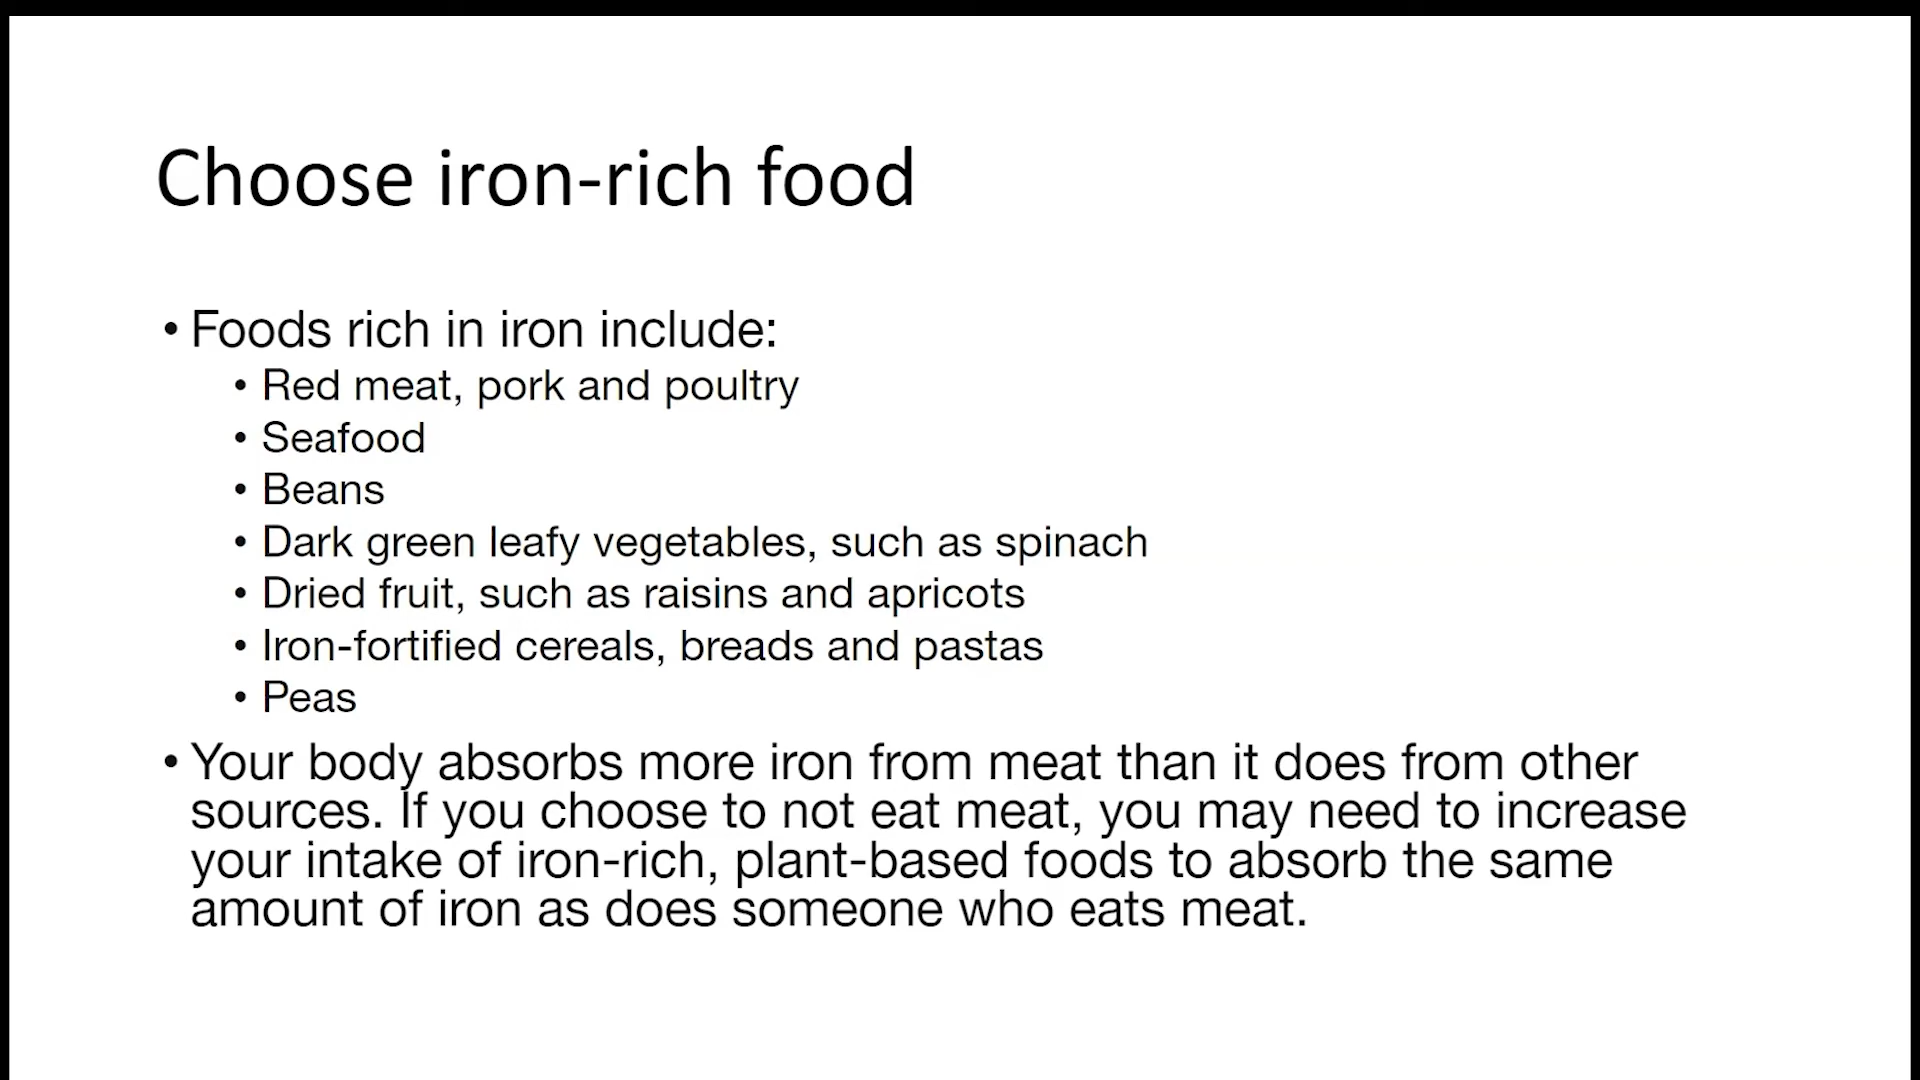 Choose iron-rich food
• Foods rich in iron include:
• Red meat, pork and poultry
• Seafood
• Beans
• Dark green leafy vegetables, such as spinach
• Dried fruit, such as raisins and apricots
• Iron-fortified cereals, breads and pastas
• Peas
• Your body absorbs more iron from meat than it does from other
sources. If you choose to not eat meat, you may need to increase
your intake of iron-rich, plant-based foods to absorb the same
amount of iron as does someone who eats meat.